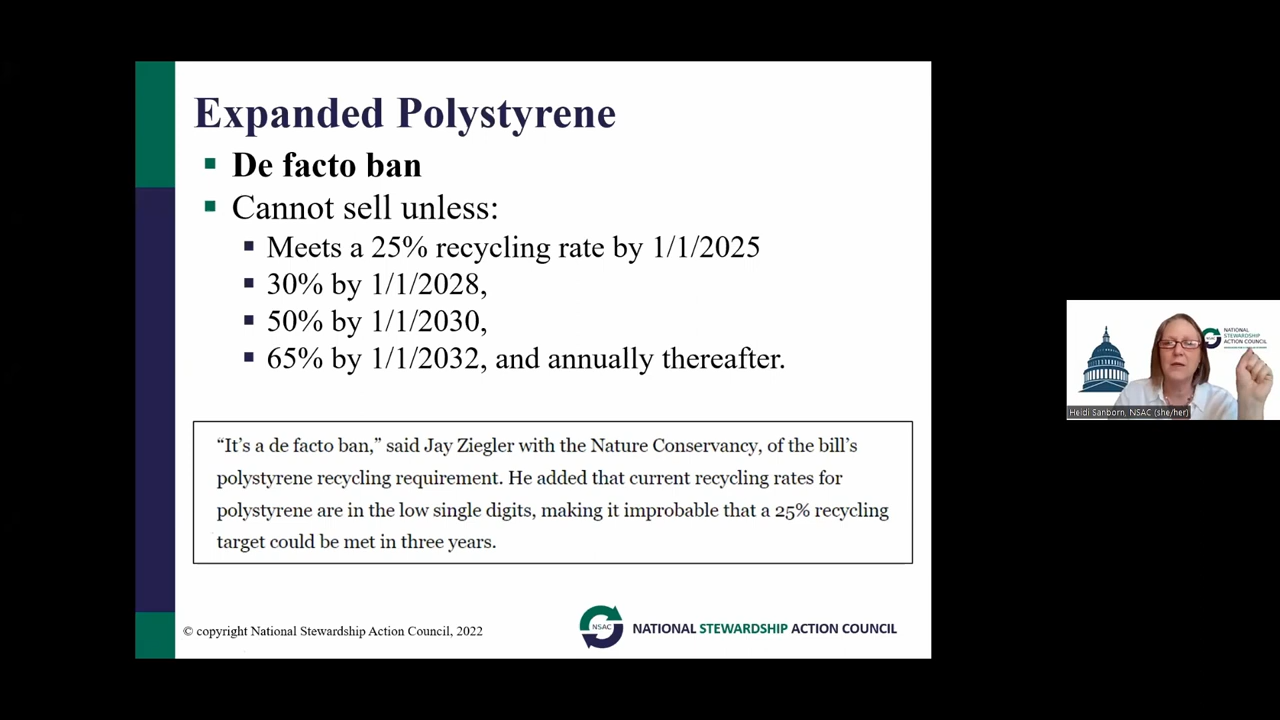 Expanded Polystyrene
De facto ban
Cannot sell unless:
Meets a 25% recycling rate by 1/1/2025
30% by 1/1/2028,
50% by 1/1/2030,
65% by 1/1/2032, and annually thereafter.
“It’s a de facto ban,” said Jay Ziegler with the Nature Conservancy, of the bill’s
polystyrene recycling requirement. He added that current recycling rates for
polystyrene are in the low single digits, making it improbable that a 25% recycling
target could be met in three years.
© copyright National Stewardship Action Council, 2022
NSAC
NATIONAL STEWARDSHIP ACTION COUNCIL
NATIONAL
STEWARDSHIP
ACTION COUNCIL
Heidi Sanborn, NSAC (she/her)